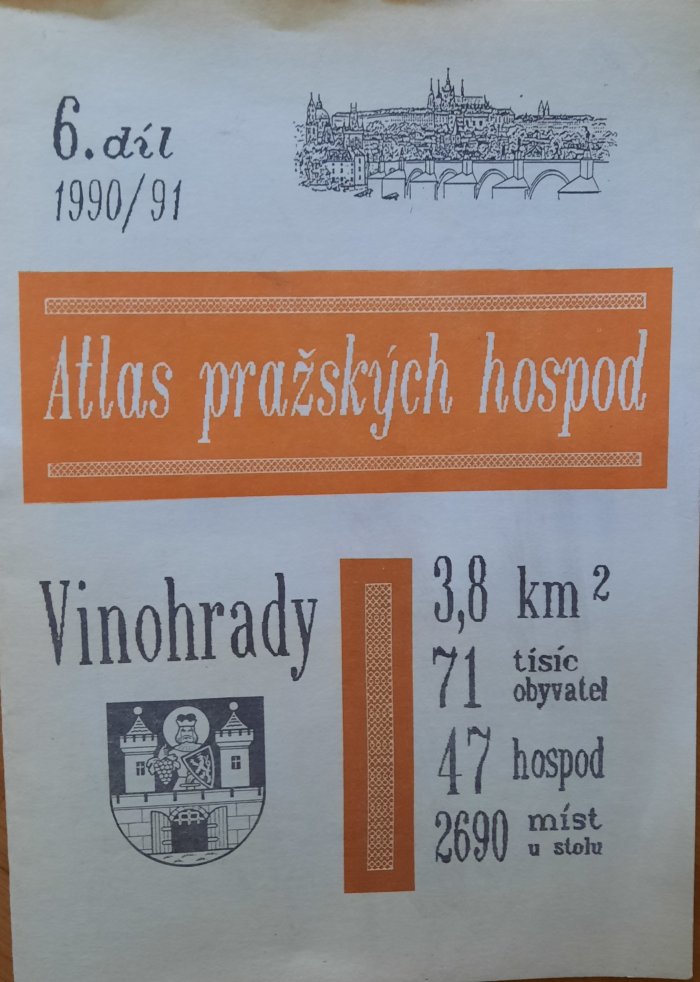 6. díl
1990/91
Atlas pražských hospod
Vinohrady
3,8 km²
71 tisíc obyvatel
47 hospod
2690 míst u stolu